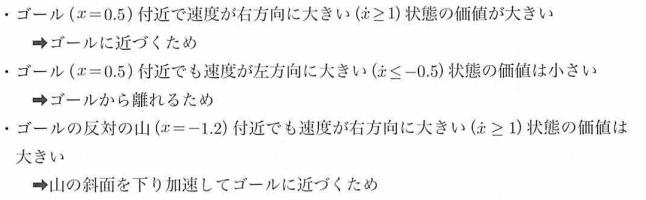 ・ゴール (x=0.5) 付近で速度が右方向に大きい (ẋ≥1) 状態の価値が大きい
➡ゴールに近づくため
・ゴール (x=0.5) 付近でも速度が左方向に大きい (ẋ≤−0.5) 状態の価値は小さい
➡ゴールから離れるため
・ゴールの反対の山 (x=−1.2) 付近でも速度が右方向に大きい (ẋ ≥ 1) 状態の価値は
大きい
➡山の斜面を下り加速してゴールに近づくため